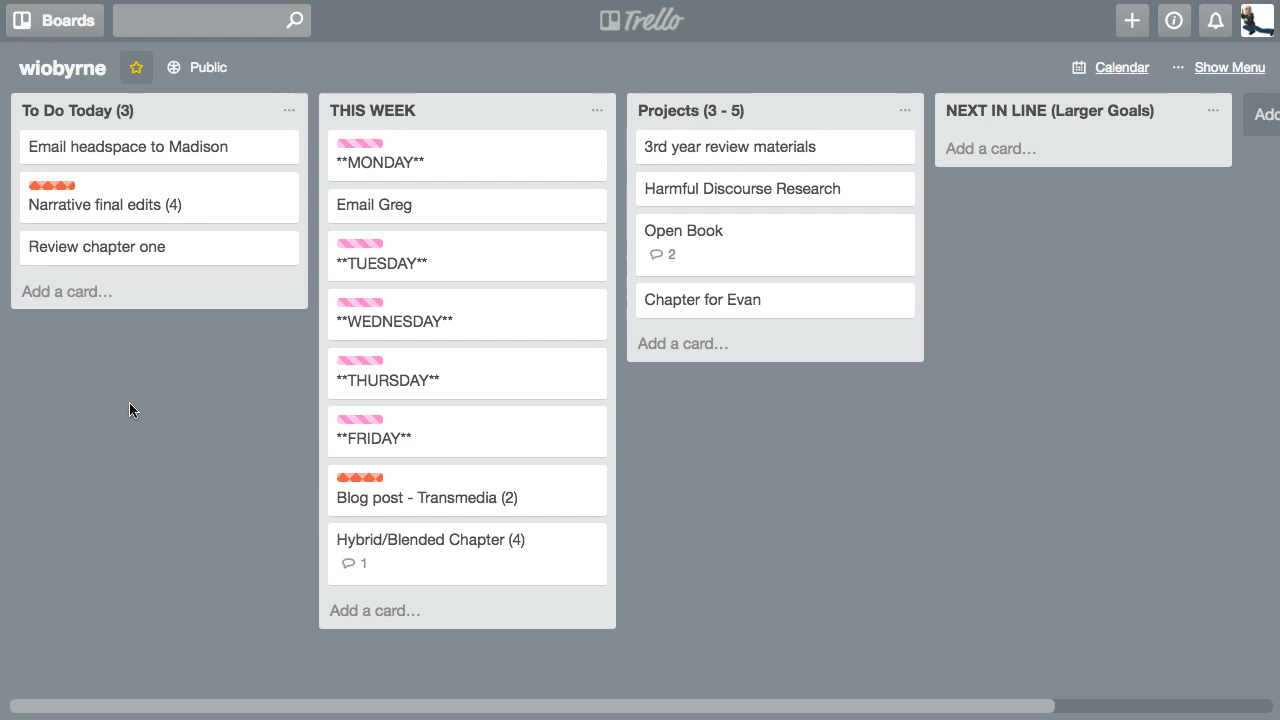 Boards
Trello
wiobyrne
Public
Calendar
Show Menu
To Do Today (3)
Email headspace to Madison
Narrative final edits (4)
Review chapter one
Add a card…
THIS WEEK
**MONDAY**
Email Greg
**TUESDAY**
**WEDNESDAY**
**THURSDAY**
**FRIDAY**
Blog post - Transmedia (2)
Hybrid/Blended Chapter (4)
1
Add a card…
Projects (3 - 5)
3rd year review materials
Harmful Discourse Research
Open Book
2
Chapter for Evan
Add a card…
NEXT IN LINE (Larger Goals)
Add a card…
Add